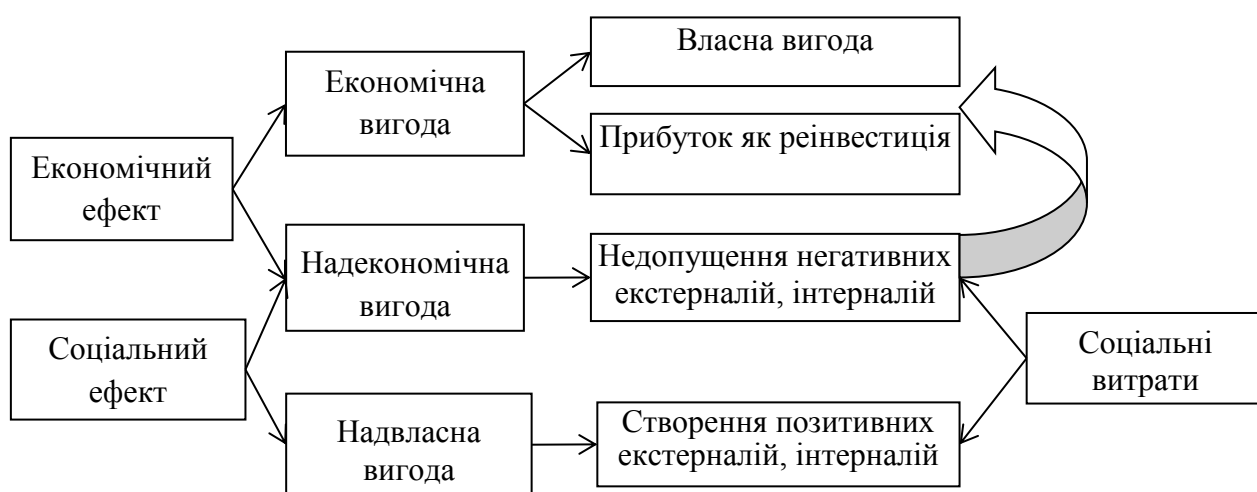 Власна вигода
Економічна
вигода
Прибуток як реінвестиція
Економічний
ефект
Надекономічна
вигода
Недопущення негативних
екстерналій, інтерналій
Соціальний
ефект
Соціальні
витрати
Надвласна
вигода
Створення позитивних
екстерналій, інтерналій